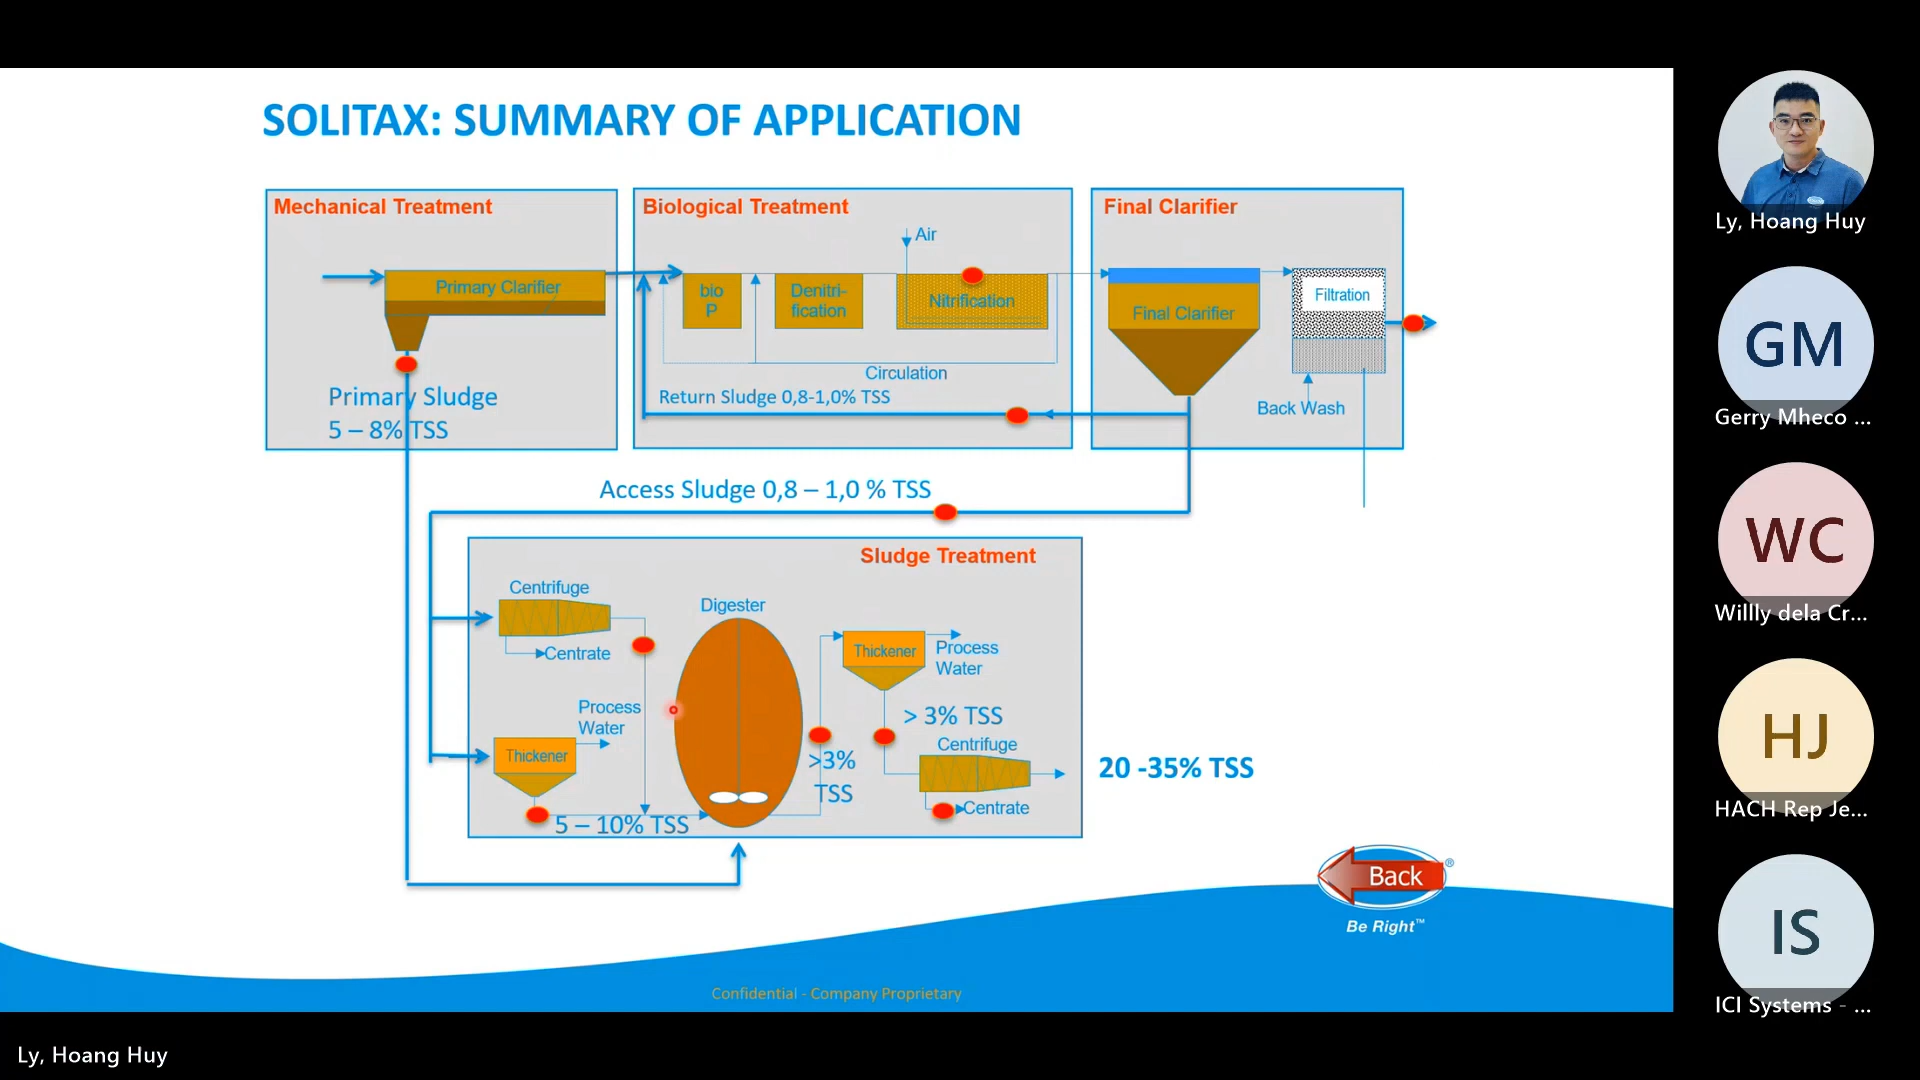 SOLITAX: SUMMARY OF APPLICATION
Mechanical Treatment
Primary Clarifier
Primary Sludge
5 – 8% TSS
Biological Treatment
Air
bio
P
Denitri-
fication
Nitrification
Circulation
Return Sludge 0,8-1,0% TSS
Final Clarifier
Final Clarifier
Filtration
Back Wash
Access Sludge 0,8 – 1,0 % TSS
Sludge Treatment
Centrifuge
Centrate
Process
Water
Thickener
5 – 10% TSS
Digester
>3%
TSS
Thickener
Process
Water
> 3% TSS
Centrifuge
Centrate
20 -35% TSS
Back
®
Be Right™
Confidential - Company Proprietary
Ly, Hoang Huy
GM
Gerry Mheco ...
WC
Willly dela Cr...
HJ
HACH Rep Je...
IS
ICI Systems - ...
Ly, Hoang Huy